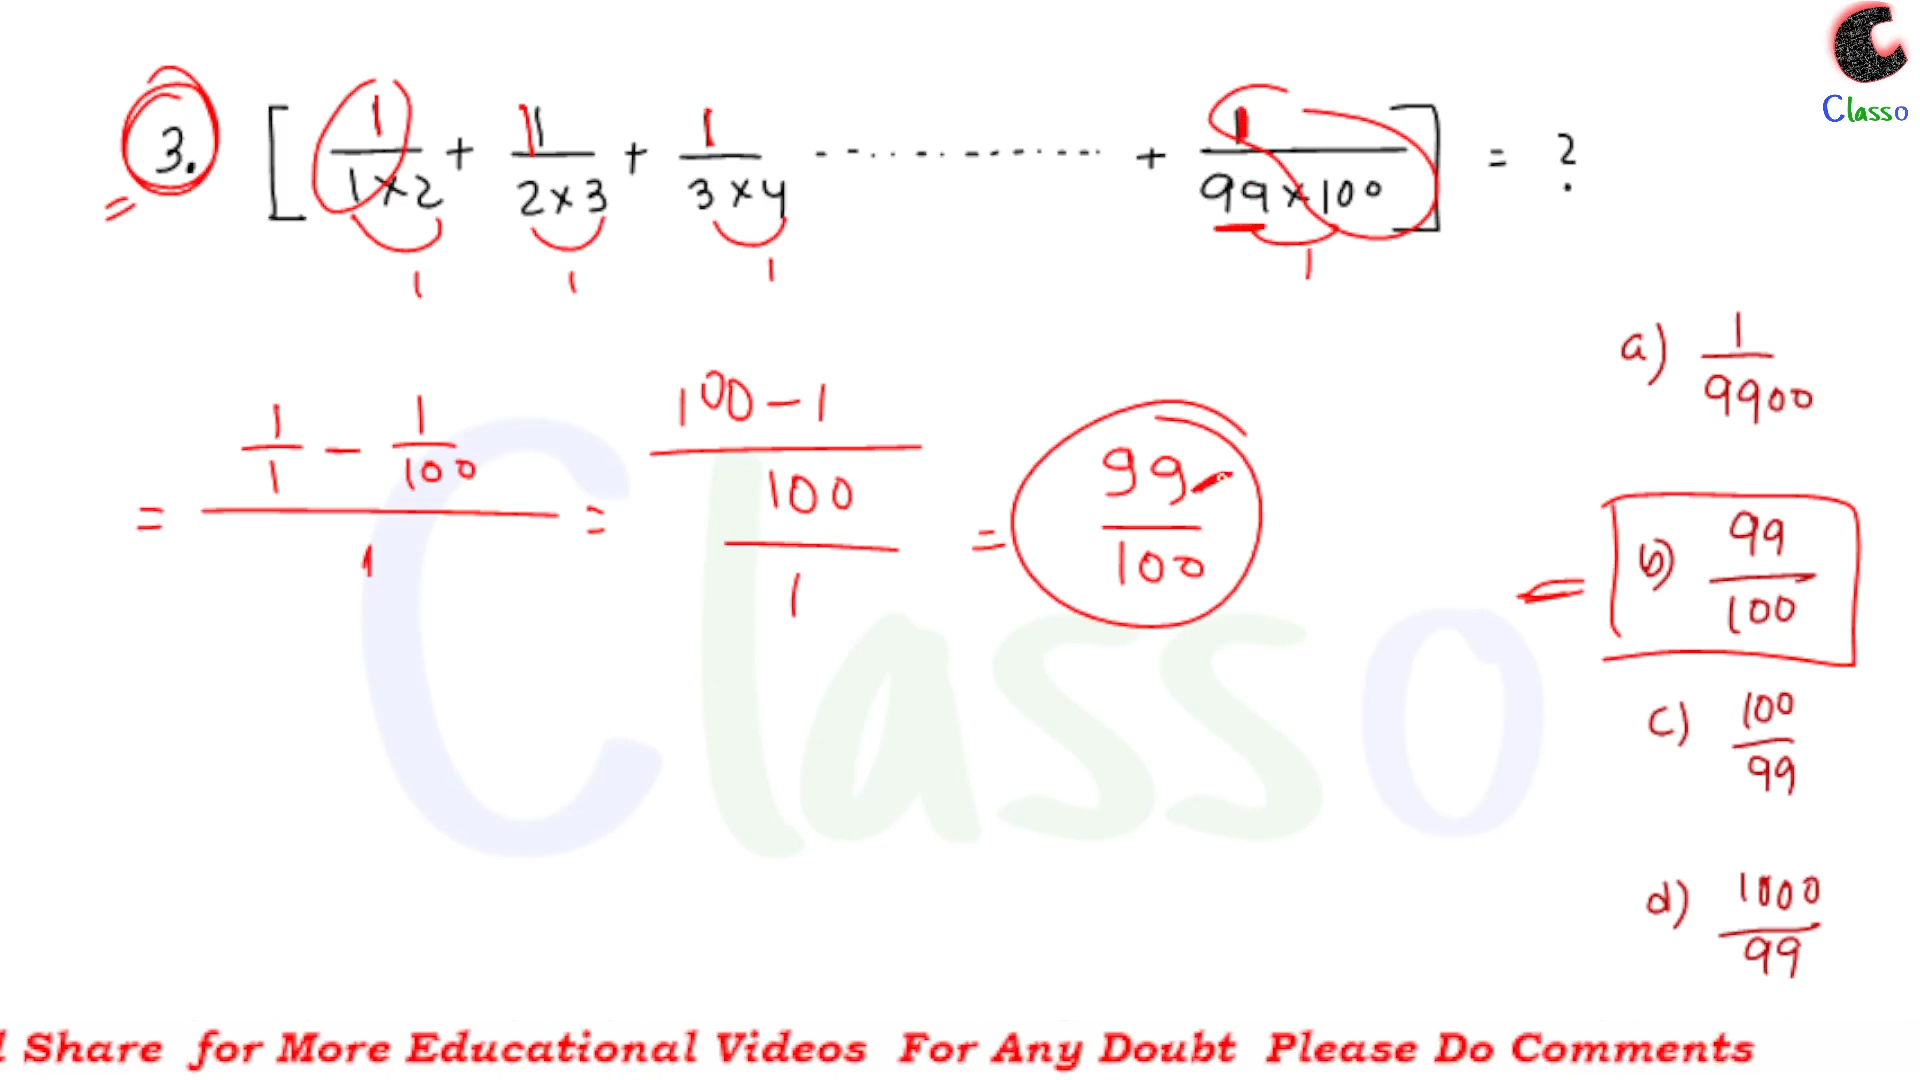 Classo
3. [ 1/(1×2) + 1/(2×3) + 1/(3×4) ............ + 1/(99×100) ] = ?
1 1 1 1
= (1/1 − 1/100)/1 = ((100−1)/100)/1 = 99/100
a) 1/9900
b) 99/100
c) 100/99
d) 1000/99
Classo
Share for More Educational Videos For Any Doubt Please Do Comments